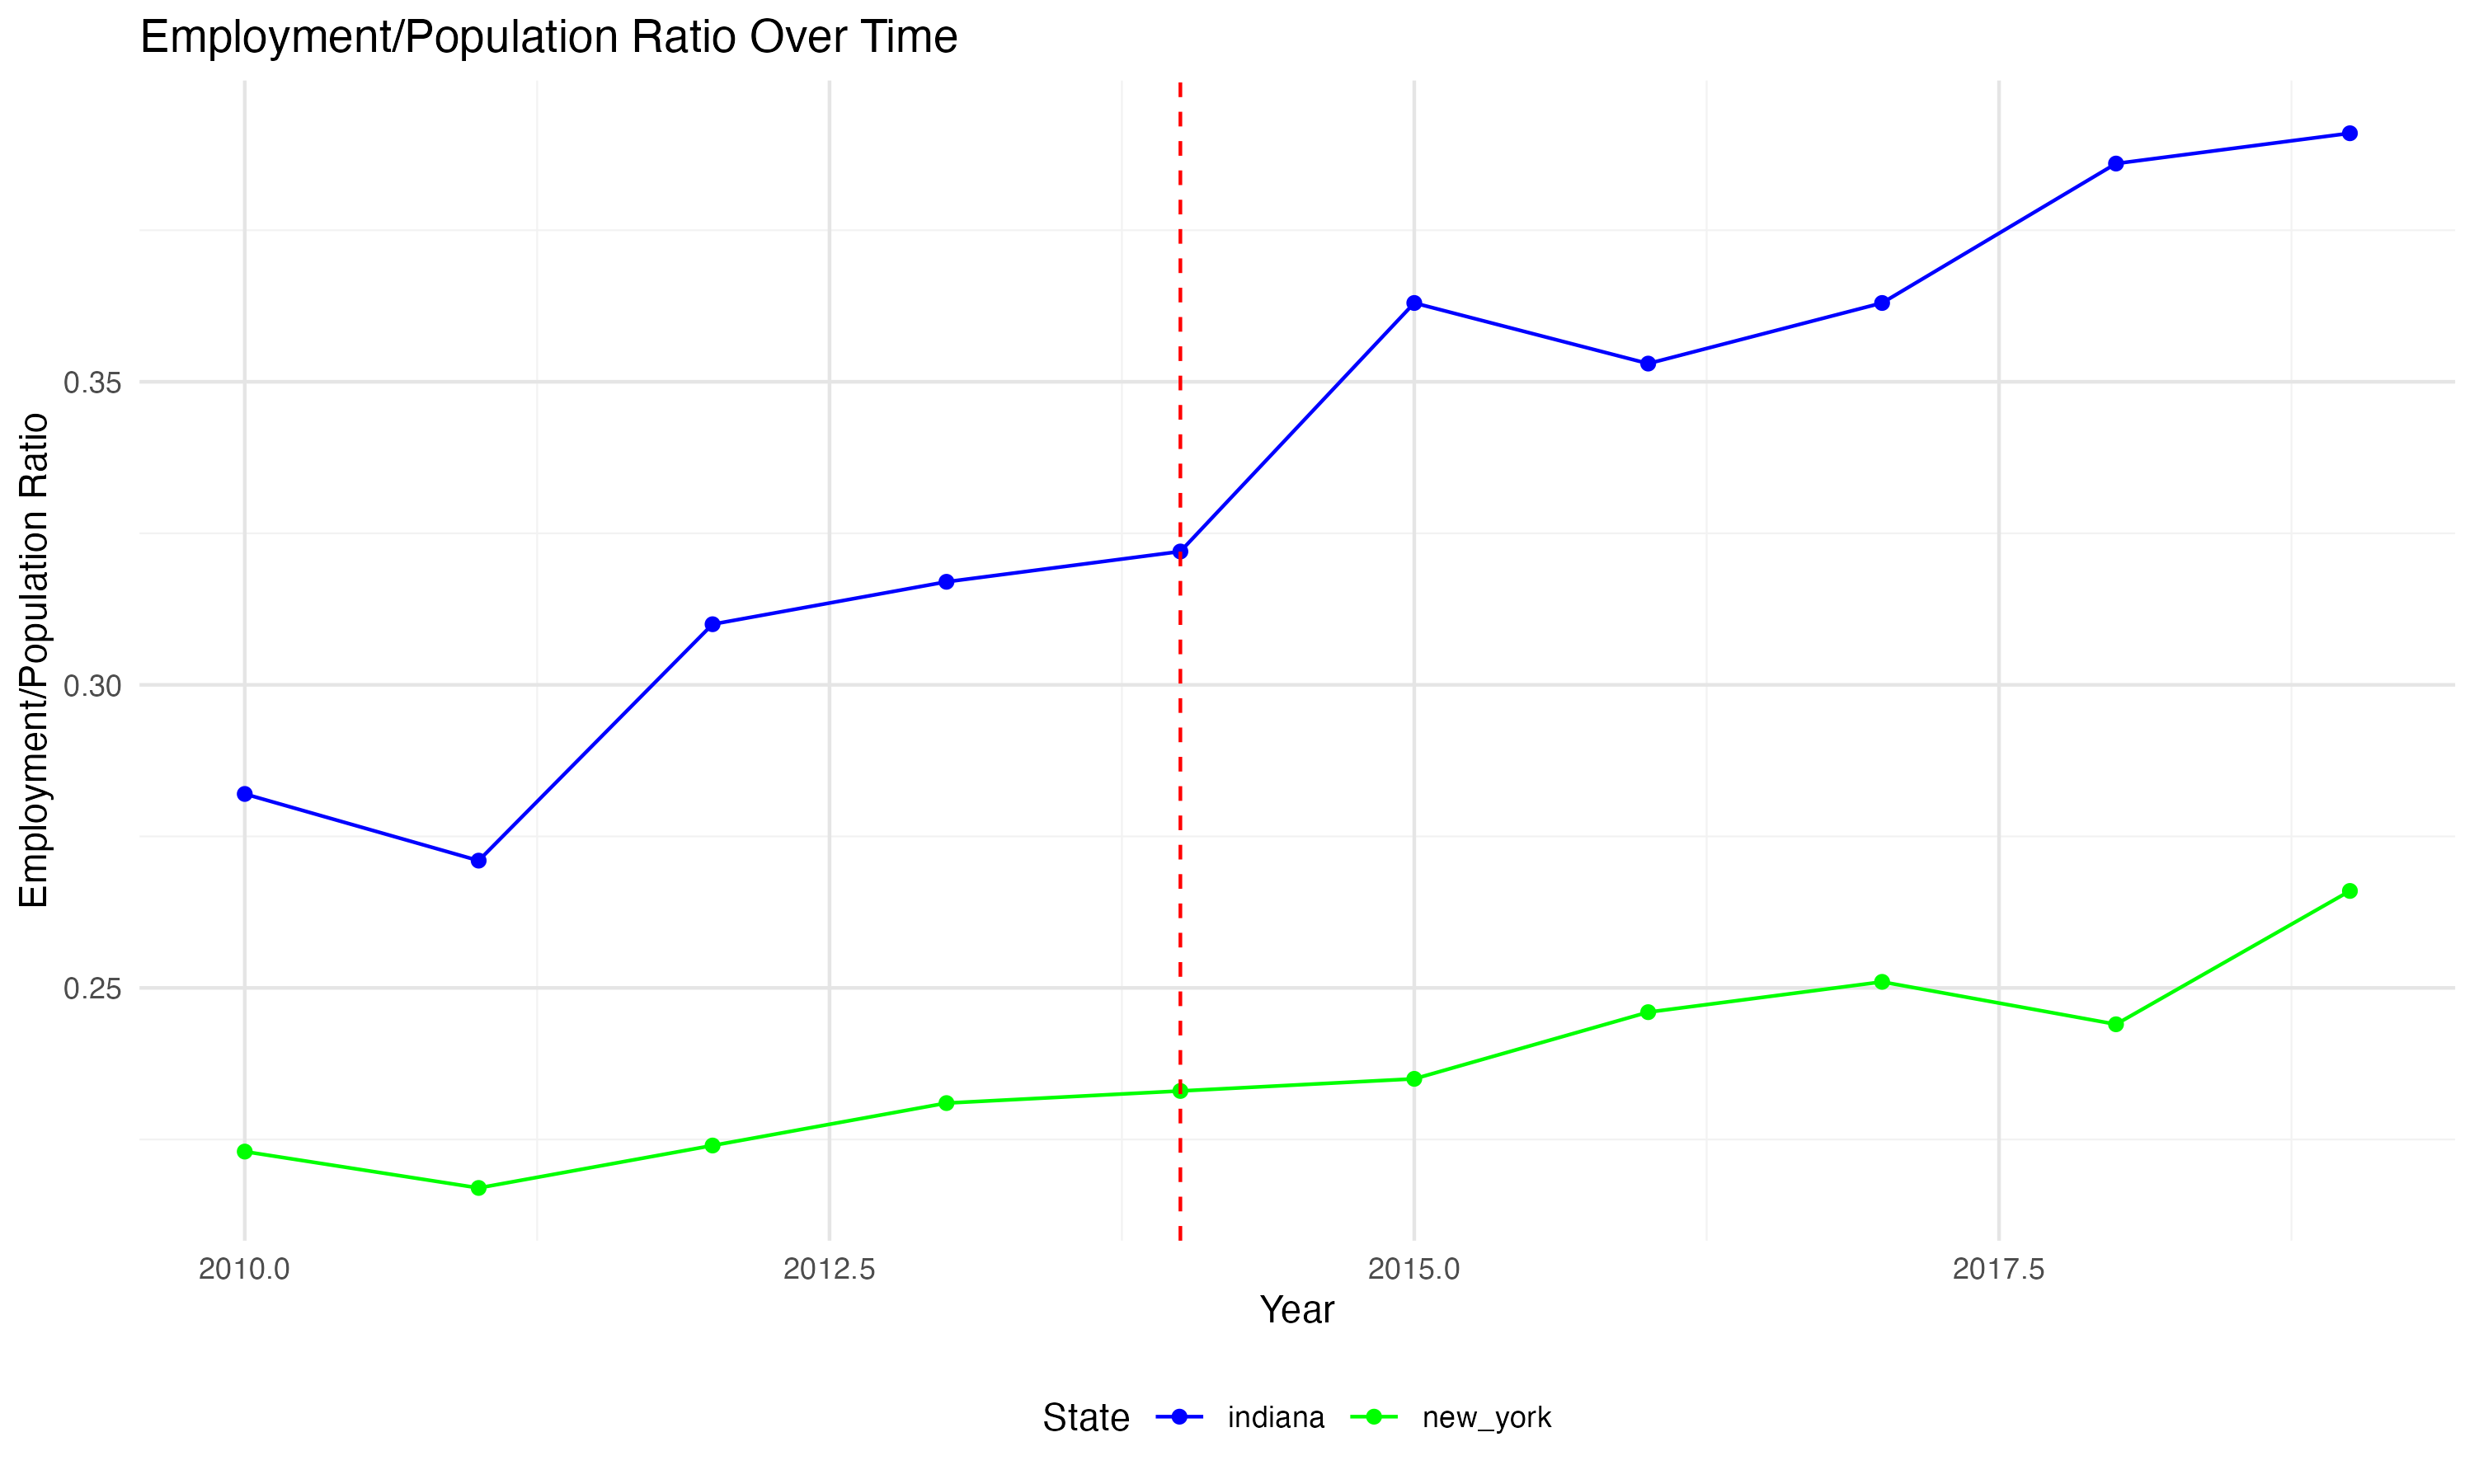 Employment/Population Ratio Over Time
Employment/Population Ratio
0.35
0.30
0.25
2010.0 2012.5 2015.0 2017.5
Year
State indiana new_york